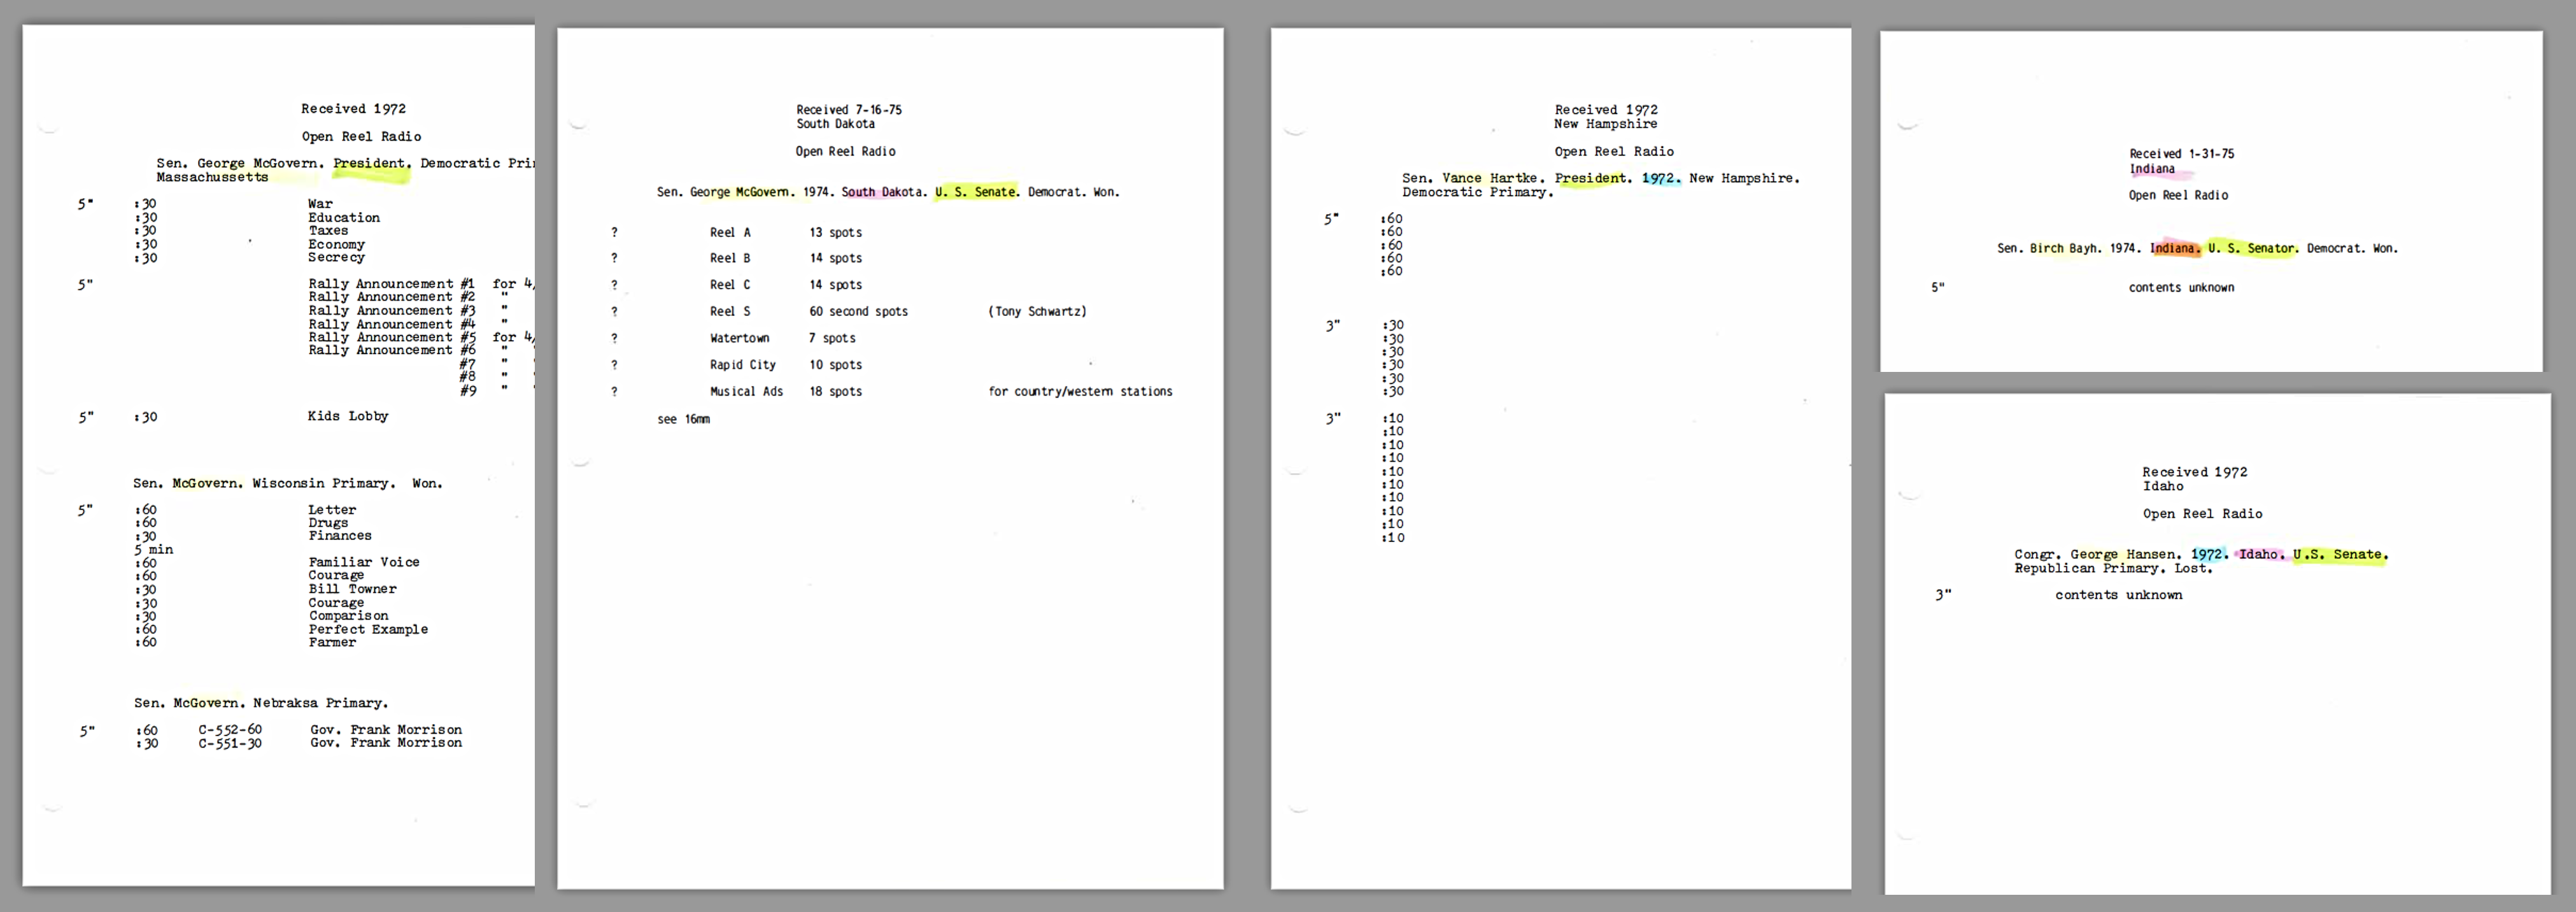 Received 1972
Open Reel Radio
Sen. George McGovern. President. Democratic
Massachussetts
5" :30 War
:30 Education
:30 Taxes
:30 Economy
:30 Secrecy
5" Rally Announcement #1 for 4/
Rally Announcement #2 "
Rally Announcement #3 "
Rally Announcement #4 "
Rally Announcement #5 for 4/
Rally Announcement #6 "
#7 "
#8 "
#9 "
5" :30 Kids Lobby
Sen. McGovern. Wisconsin Primary. Won.
5" :60 Letter
:60 Drugs
:30 Finances
5 min
:60 Familiar Voice
:60 Courage
:30 Bill Towner
:30 Courage
:30 Comparison
:60 Perfect Example
:60 Farmer
Sen. McGovern. Nebraksa Primary.
5" :60 C-552-60 Gov. Frank Morrison
:30 C-551-30 Gov. Frank Morrison
Received 7-16-75
South Dakota
Open Reel Radio
Sen. George McGovern. 1974. South Dakota. U. S. Senate. Democrat. Won.
? Reel A 13 spots
? Reel B 14 spots
? Reel C 14 spots
? Reel S 60 second spots (Tony Schwartz)
? Watertown 7 spots
? Rapid City 10 spots
? Musical Ads 18 spots for country/western stations
see 16mm
Received 1972
New Hampshire
Open Reel Radio
Sen. Vance Hartke. President. 1972. New Hampshire.
Democratic Primary.
5" :60
:60
:60
:60
:60
3" :30
:30
:30
:30
:30
:30
3" :10
:10
:10
:10
:10
:10
:10
:10
:10
:10
Received 1-31-75
Indiana
Open Reel Radio
Sen. Birch Bayh. 1974. Indiana. U. S. Senator. Democrat. Won.
5" contents unknown
Received 1972
Idaho
Open Reel Radio
Congr. George Hansen. 1972. Idaho. U.S. Senate.
Republican Primary. Lost.
3" contents unknown